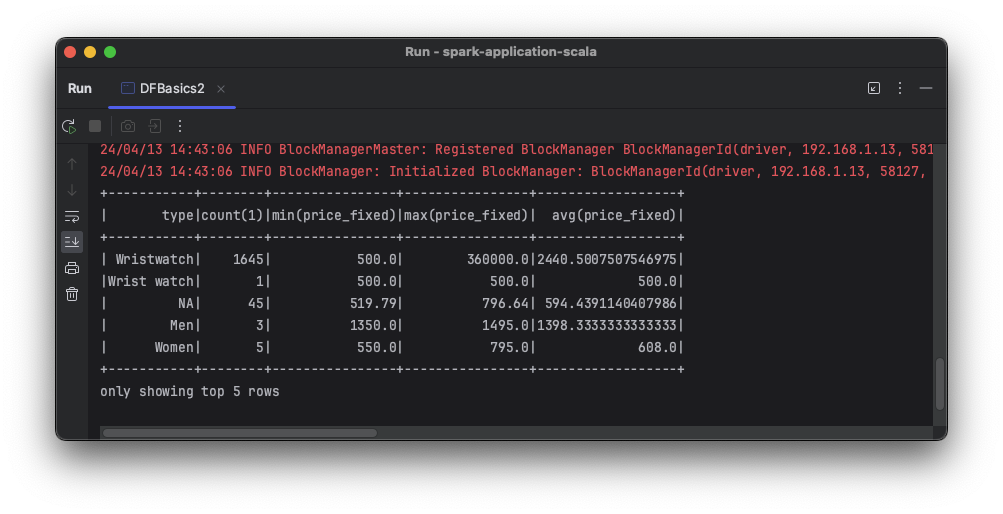 Run - spark-application-scala
Run DFBasics2
24/04/13 14:43:06 INFO BlockManagerMaster: Registered BlockManager BlockManagerId(driver, 192.168.1.13, 581
24/04/13 14:43:06 INFO BlockManager: Initialized BlockManager: BlockManagerId(driver, 192.168.1.13, 58127,
+-----------+--------+----------------+----------------+------------------+
|       type|count(1)|min(price_fixed)|max(price_fixed)|  avg(price_fixed)|
+-----------+--------+----------------+----------------+------------------+
| Wristwatch|    1645|           500.0|        360000.0|2440.5007507546975|
|Wrist watch|       1|           500.0|           500.0|             500.0|
|         NA|      45|          519.79|          796.64| 594.4391140407986|
|        Men|       3|          1350.0|          1495.0|1398.3333333333333|
|      Women|       5|           550.0|           795.0|             608.0|
+-----------+--------+----------------+----------------+------------------+
only showing top 5 rows